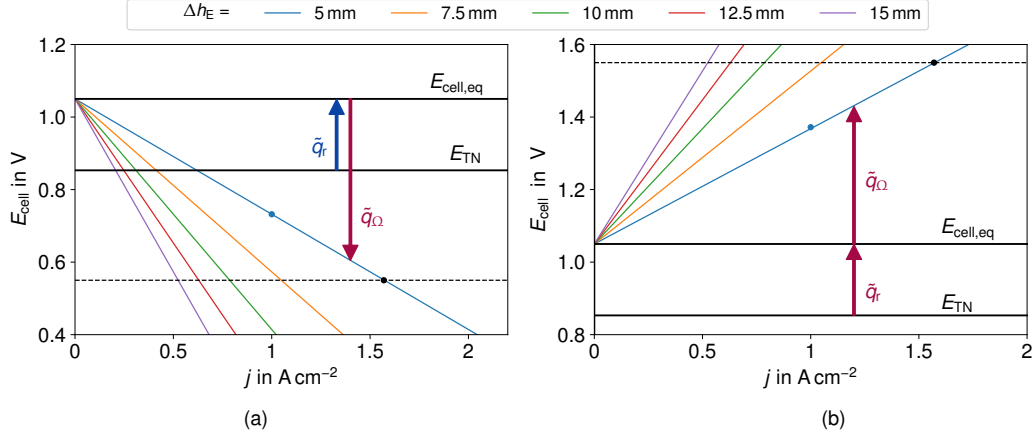 Δh_E = 5 mm 7.5 mm 10 mm 12.5 mm 15 mm
1.2
1.0
0.8
0.6
0.4
E_cell in V
0 0.5 1 1.5 2
j in A cm⁻²
E_cell,eq
q̃_r
E_TN
q̃_Ω
(a)
1.6
1.4
1.2
1.0
0.8
E_cell in V
0 0.5 1 1.5 2
j in A cm⁻²
q̃_Ω
E_cell,eq
q̃_r
E_TN
(b)